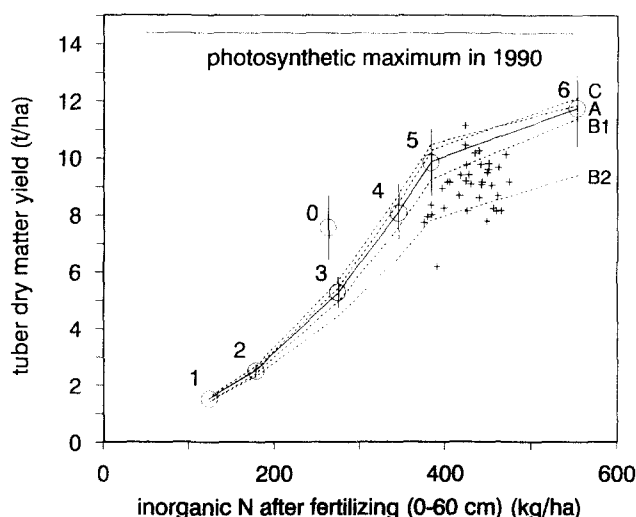 14
12
10
8
6
4
2
0
tuber dry matter yield (t/ha)
photosynthetic maximum in 1990
6
C
A
B1
B2
5
4
0
3
2
1
0
200
400
600
inorganic N after fertilizing (0-60 cm) (kg/ha)